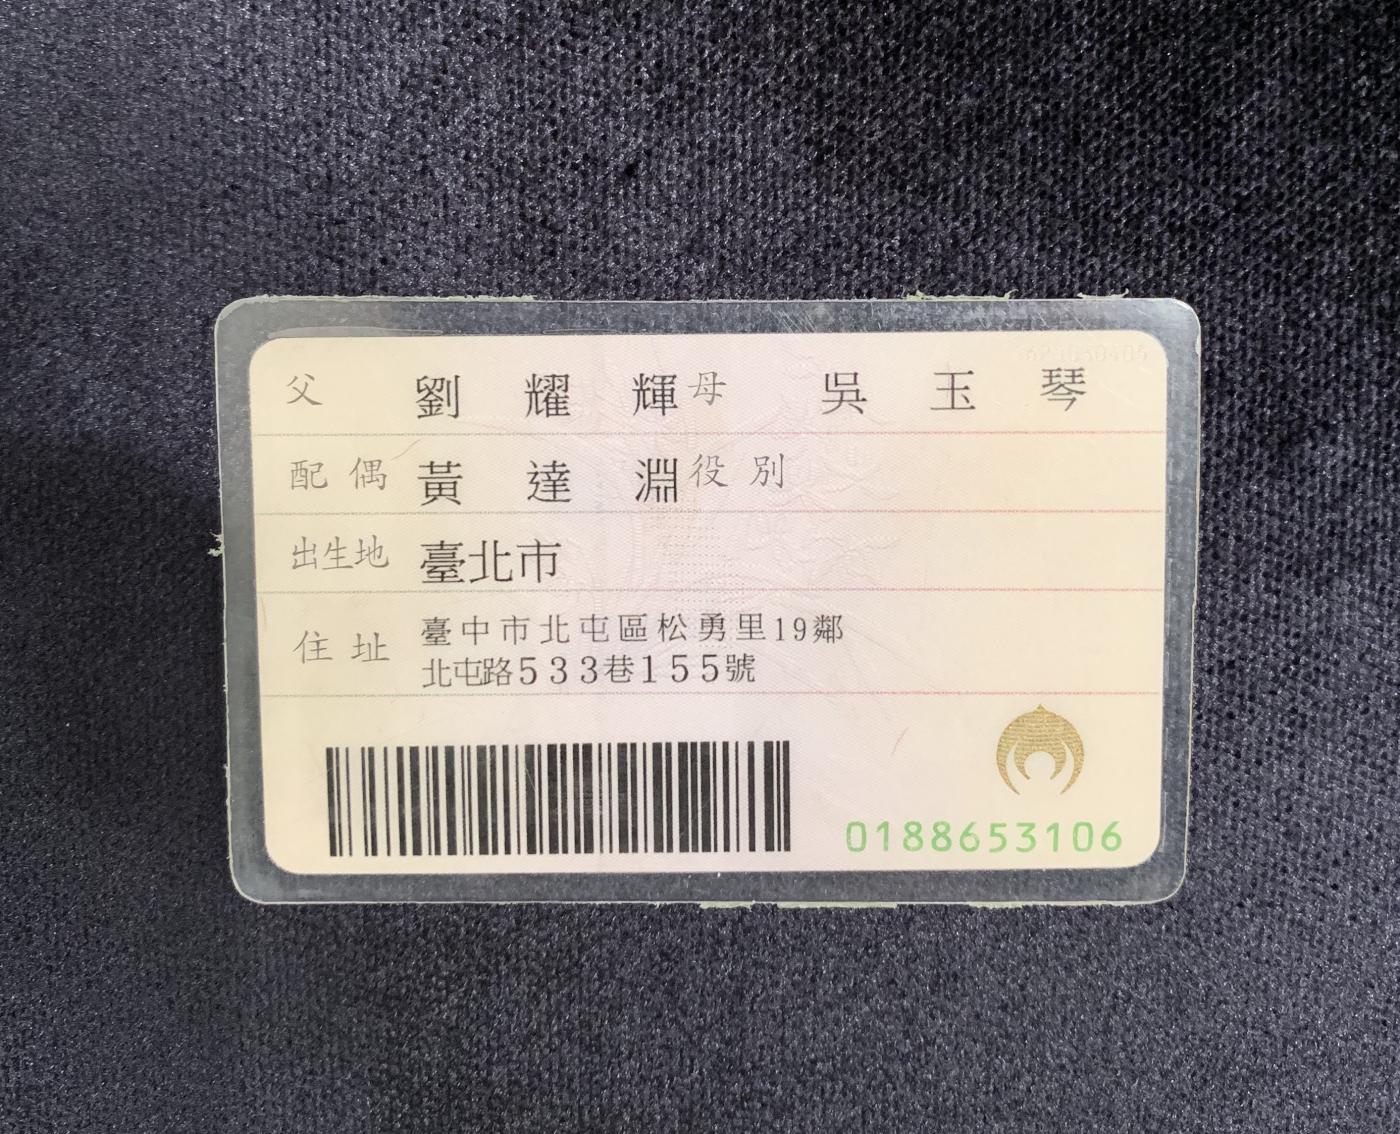 父 劉耀輝 母 吳玉琴
配偶 黃達淵 役別
出生地 臺北市
住址 臺中市北屯區松勇里19鄰
北屯路533巷155號
0188653106